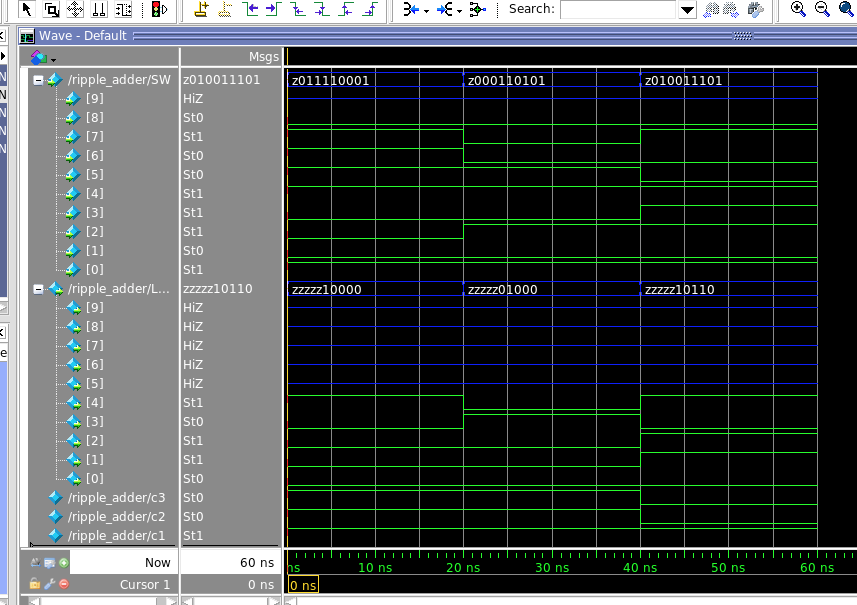 Search:
Wave - Default
Msgs
/ripple_adder/SW z010011101 z011110001 z000110101 z010011101
[9] HiZ
[8] St0
[7] St1
[6] St0
[5] St0
[4] St1
[3] St1
[2] St1
[1] St0
[0] St1
/ripple_adder/L... zzzzz10110 zzzzz10000 zzzzz01000 zzzzz10110
[9] HiZ
[8] HiZ
[7] HiZ
[6] HiZ
[5] HiZ
[4] St1
[3] St0
[2] St1
[1] St1
[0] St0
/ripple_adder/c3 St0
/ripple_adder/c2 St0
/ripple_adder/c1 St1
Now 60 ns ns 10 ns 20 ns 30 ns 40 ns 50 ns 60 ns
Cursor 1 0 ns 0 ns